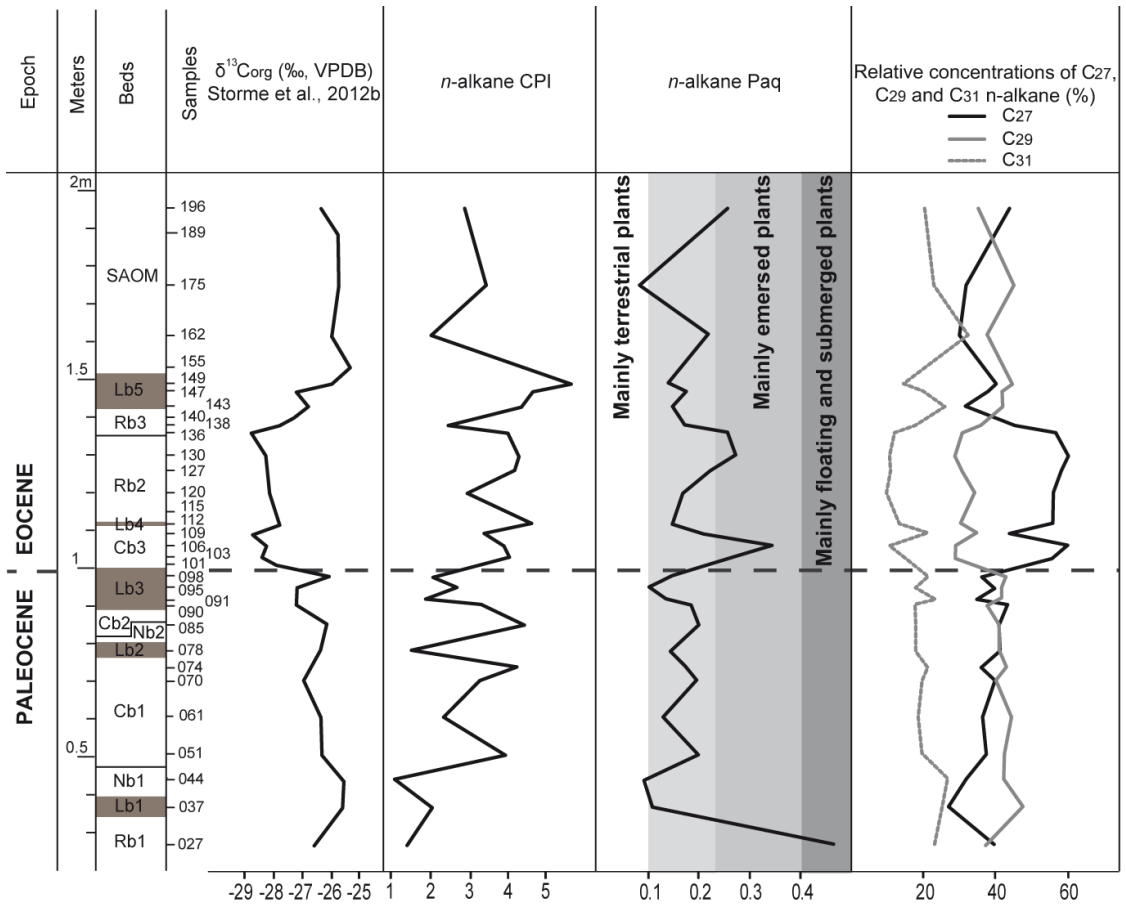 Epoch
Meters
Beds
Samples
δ¹³Corg (‰, VPDB)
Storme et al., 2012b
n-alkane CPI
n-alkane Paq
Relative concentrations of C27,
C29 and C31 n-alkane (%)
C27
C29
C31
2m
1.5
1
0.5
EOCENE
PALEOCENE
SAOM
Lb5
Rb3
Rb2
Lb4
Cb3
Lb3
Cb2
Nb2
Lb2
Cb1
Nb1
Lb1
Rb1
196
189
175
162
155
149
147
143
140
138
136
130
127
120
115
112
109
106
103
101
098
095
091
090
085
078
074
070
061
051
044
037
027
Mainly terrestrial plants
Mainly emersed plants
Mainly floating and submerged plants
-29 -28 -27 -26 -25
1 2 3 4 5
0.1 0.2 0.3 0.4
20 40 60